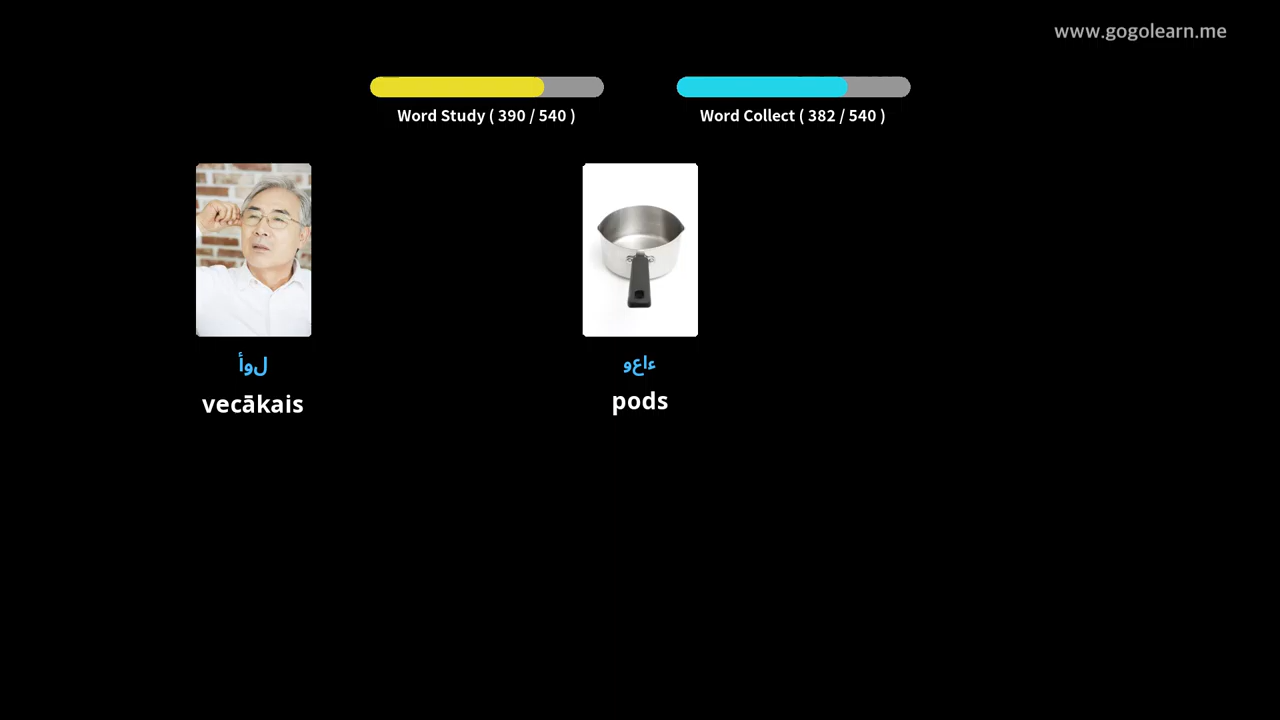 www.gogolearn.me
Word Study ( 390 / 540 )
Word Collect ( 382 / 540 )
لوأ
vecākais
ءاعو
pods